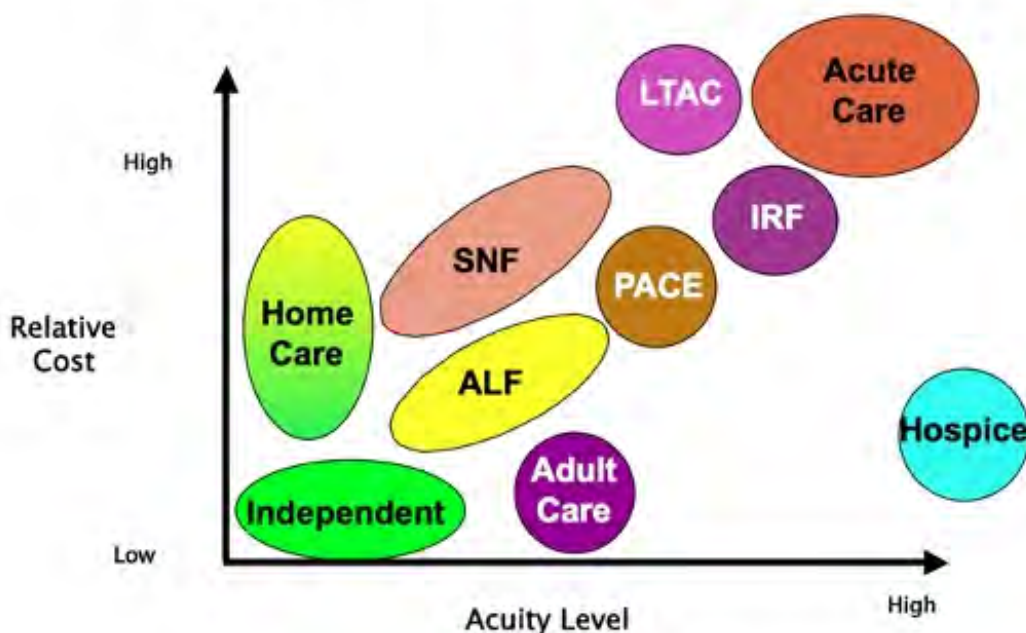 LTAC
Acute
Care
High
IRF
SNF
PACE
Home
Care
Relative
Cost
ALF
Hospice
Adult
Care
Independent
Low
High
Acuity Level